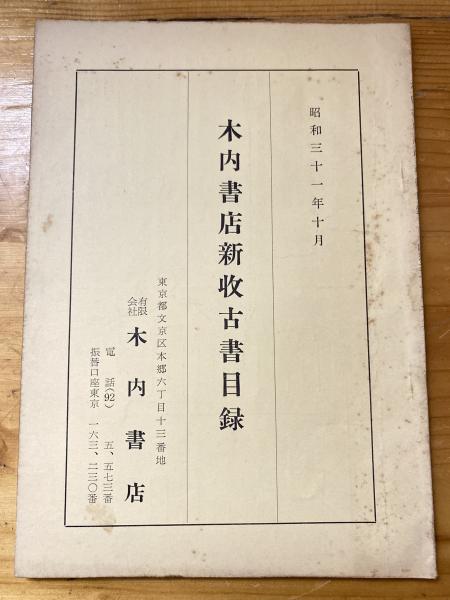 昭和三十一年十月
木内書店新收古書目録
東京都文京区本郷六丁目十三番地
有限会社 木内書店
電話(92) 五、五七三番
振替口座東京 一六三、二三〇番